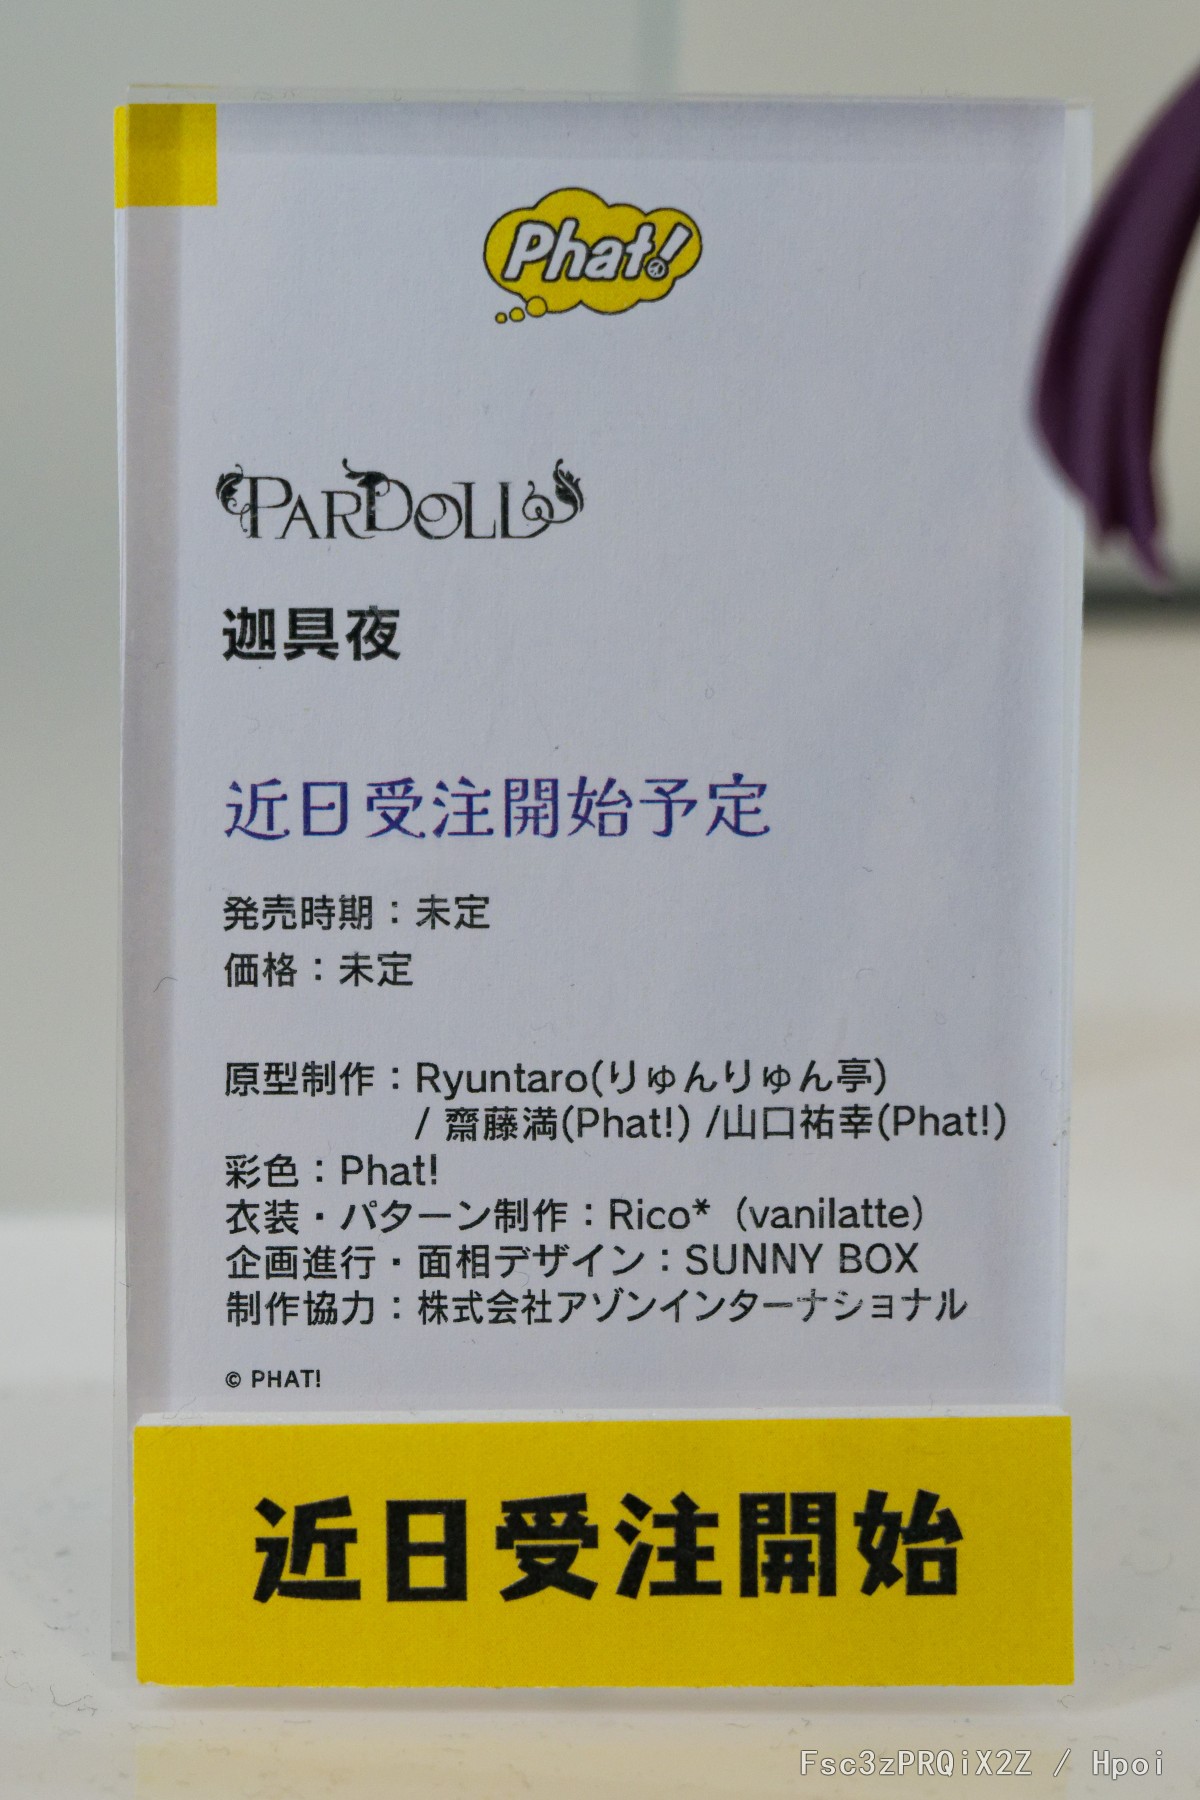 Phat!
PARDOLL
迦具夜
近日受注開始予定
発売時期：未定
価格：未定
原型制作：Ryuntaro(りゅんりゅん亭)
/ 齋藤満(Phat!) /山口祐幸(Phat!)
彩色：Phat!
衣装・パターン制作：Rico*（vanilatte）
企画進行・面相デザイン：SUNNY BOX
制作協力：株式会社アゾンインターナショナル
© PHAT!
近日受注開始
Fsc3zPRQiX2Z / Hpoi